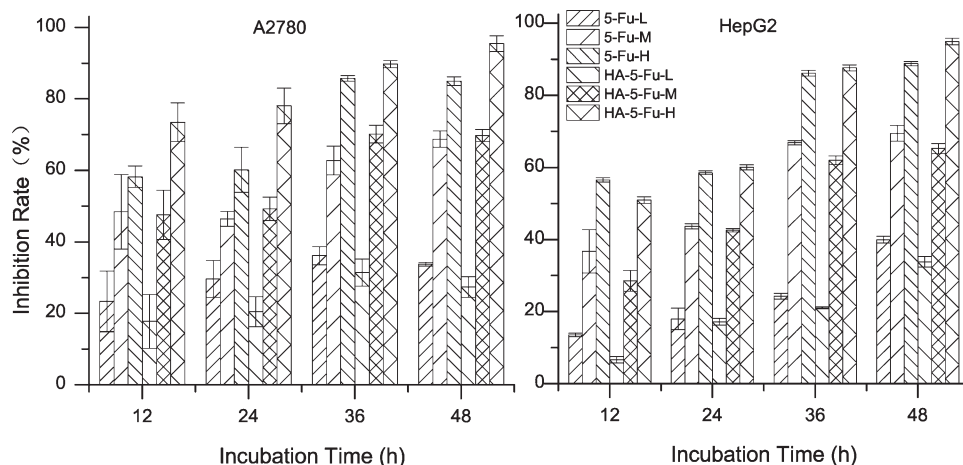 A2780
Inhibition Rate (%)
100
80
60
40
20
0
12 24 36 48
Incubation Time (h)
HepG2
5-Fu-L
5-Fu-M
5-Fu-H
HA-5-Fu-L
HA-5-Fu-M
HA-5-Fu-H
100
80
60
40
20
0
12 24 36 48
Incubation Time (h)